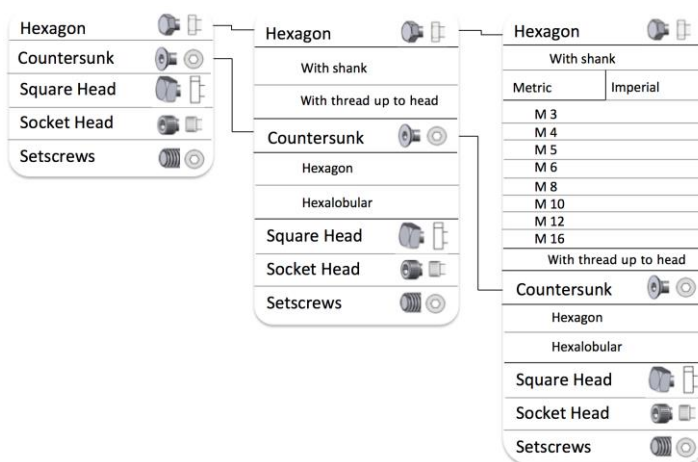 Hexagon
Countersunk
Square Head
Socket Head
Setscrews
Hexagon
With shank
With thread up to head
Countersunk
Hexagon
Hexalobular
Square Head
Socket Head
Setscrews
Hexagon
With shank
Metric Imperial
M 3
M 4
M 5
M 6
M 8
M 10
M 12
M 16
With thread up to head
Countersunk
Hexagon
Hexalobular
Square Head
Socket Head
Setscrews